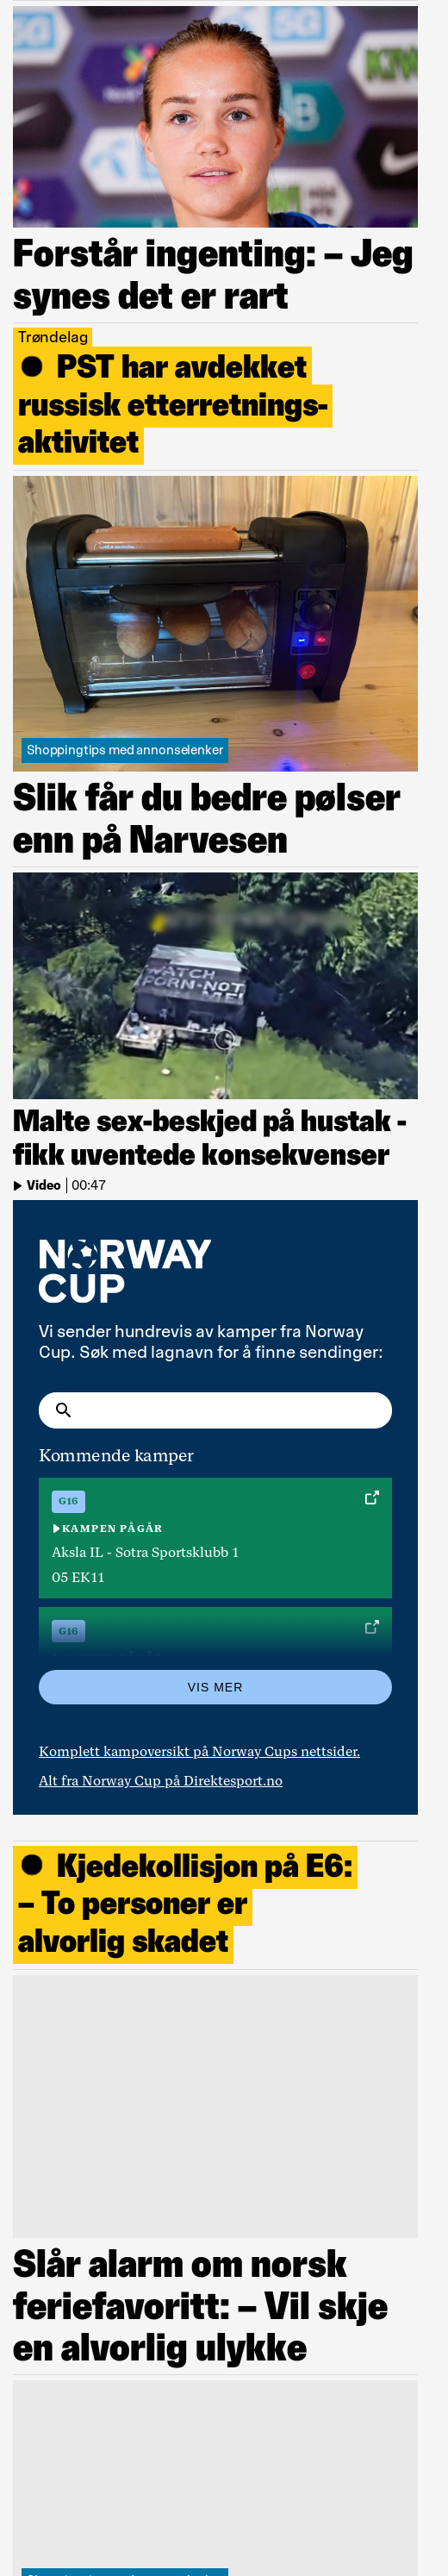 Forstår ingenting: – Jeg
synes det er rart
Trøndelag
PST har avdekket
russisk etterretnings-
aktivitet
Shoppingtips med annonselenker
Slik får du bedre pølser
enn på Narvesen
Malte sex-beskjed på hustak -
fikk uventede konsekvenser
Video | 00:47
NORWAY
CUP
Vi sender hundrevis av kamper fra Norway
Cup. Søk med lagnavn for å finne sendinger:
Kommende kamper
G16
KAMPEN PÅGÅR
Aksla IL - Sotra Sportsklubb 1
05 EK11
G16
VIS MER
Komplett kampoversikt på Norway Cups nettsider.
Alt fra Norway Cup på Direktesport.no
Kjedekollisjon på E6:
– To personer er
alvorlig skadet
Slår alarm om norsk
feriefavoritt: – Vil skje
en alvorlig ulykke